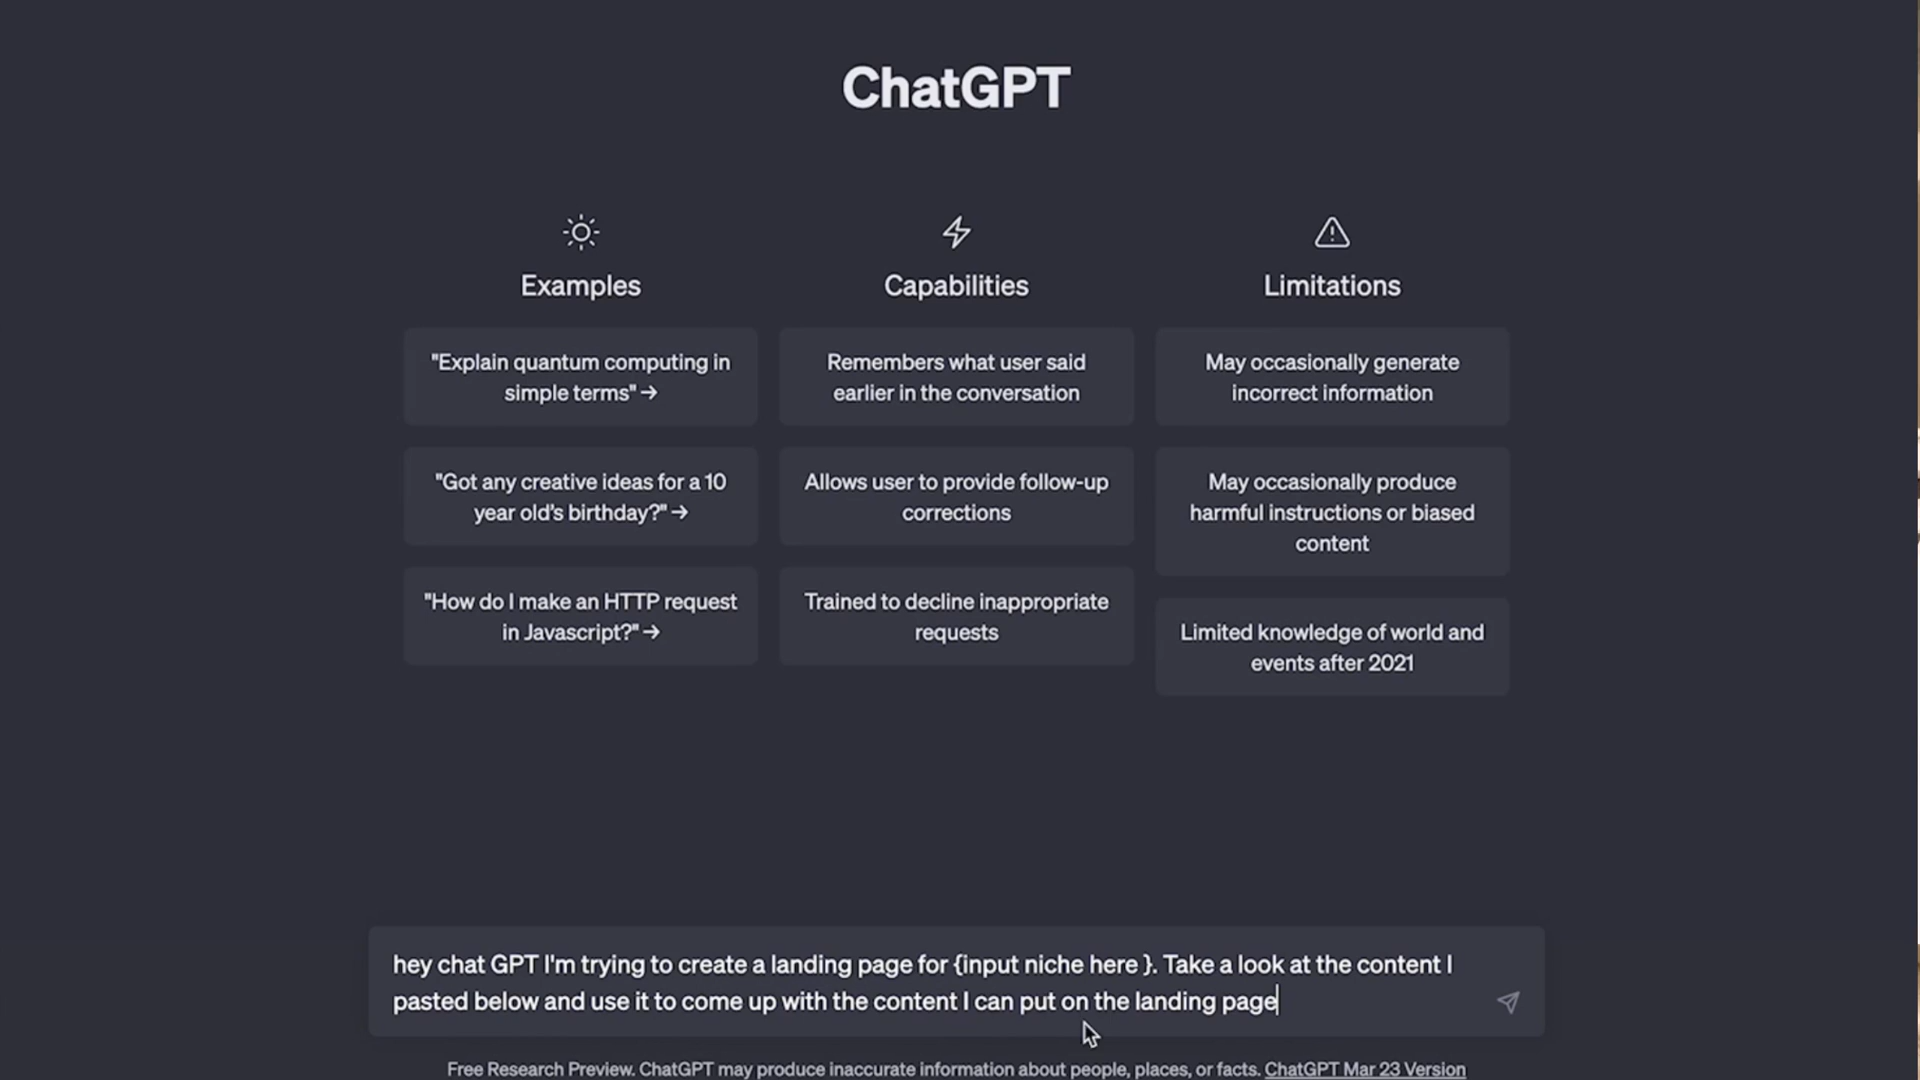 ChatGPT
Examples
"Explain quantum computing in
simple terms" →
"Got any creative ideas for a 10
year old's birthday?" →
"How do I make an HTTP request
in Javascript?" →
Capabilities
Remembers what user said
earlier in the conversation
Allows user to provide follow-up
corrections
Trained to decline inappropriate
requests
Limitations
May occasionally generate
incorrect information
May occasionally produce
harmful instructions or biased
content
Limited knowledge of world and
events after 2021
hey chat GPT I'm trying to create a landing page for {input niche here }. Take a look at the content I
pasted below and use it to come up with the content I can put on the landing page
Free Research Preview. ChatGPT may produce inaccurate information about people, places, or facts. ChatGPT Mar 23 Version